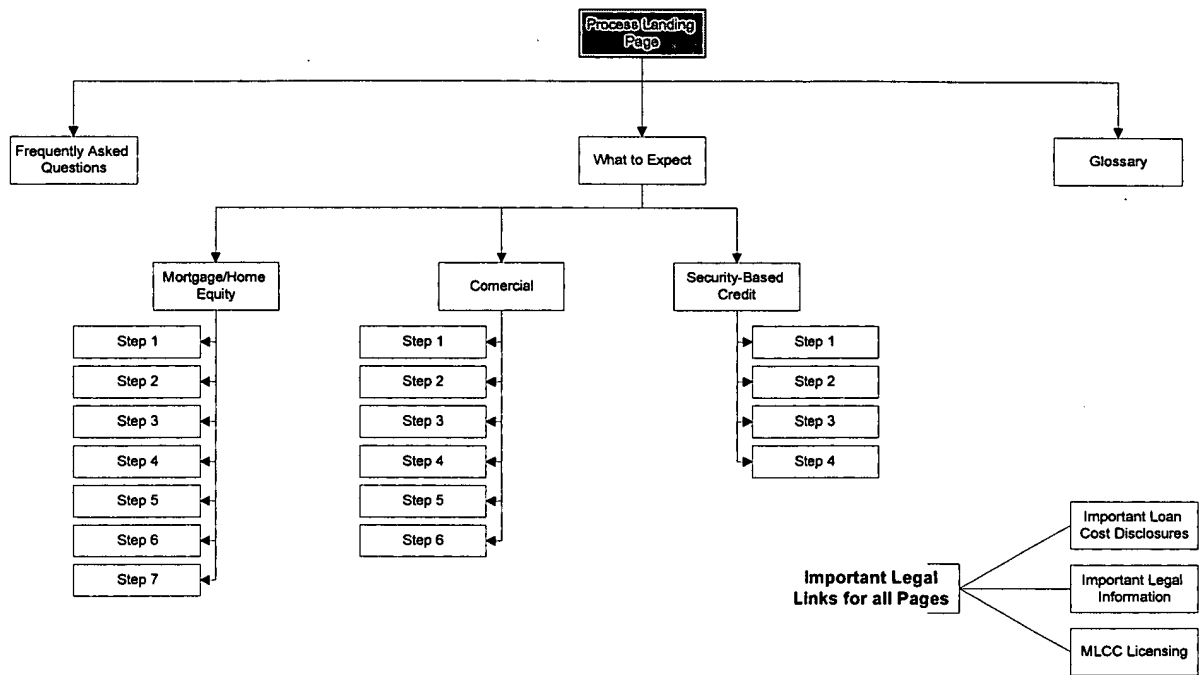 Process Landing
Page
Frequently Asked
Questions
What to Expect
Glossary
Mortgage/Home
Equity
Comercial
Security-Based
Credit
Step 1
Step 2
Step 3
Step 4
Step 5
Step 6
Step 7
Step 1
Step 2
Step 3
Step 4
Step 5
Step 6
Step 1
Step 2
Step 3
Step 4
Important Legal
Links for all Pages
Important Loan
Cost Disclosures
Important Legal
Information
MLCC Licensing